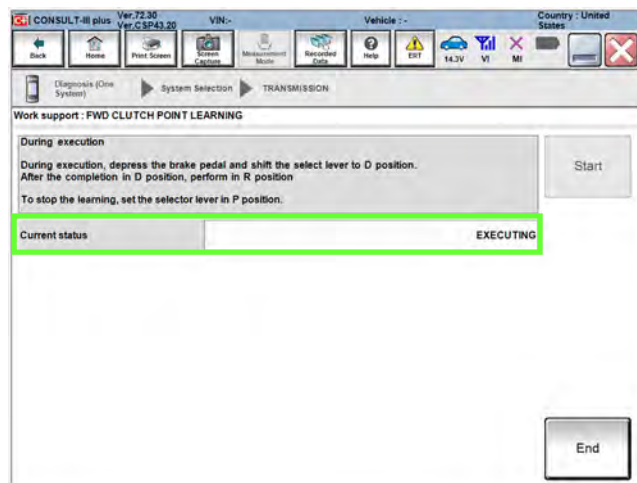 CONSULT-III plus Ver.72.30 VIN:- Vehicle : - Country : United
Ver.CSP43.20 States
Back Home Print Screen Screen Capture Measurement Mode Recorded Data Help ERT 14.3V VI MI
Diagnosis (One System) System Selection TRANSMISSION
Work support : FWD CLUTCH POINT LEARNING
During execution
During execution, depress the brake pedal and shift the select lever to D position.
After the completion in D position, perform in R position
To stop the learning, set the selector lever in P position.
Start
Current status EXECUTING
End